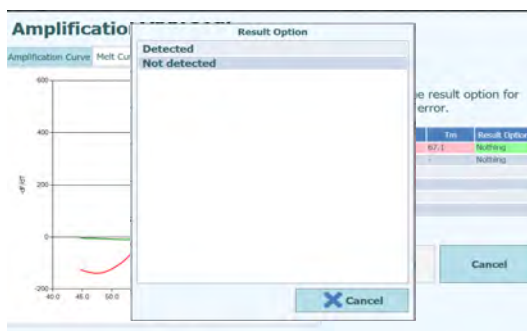 Amplificatio
Result Option
Amplification Curve
Melt Cur
Detected
Not detected
e result option for
error.
Tm
Result Option
67.1
Nothing
-
Nothing
600
400
200
0
-200
-dF/dT
40.0
45.0
50.0
Cancel
Cancel